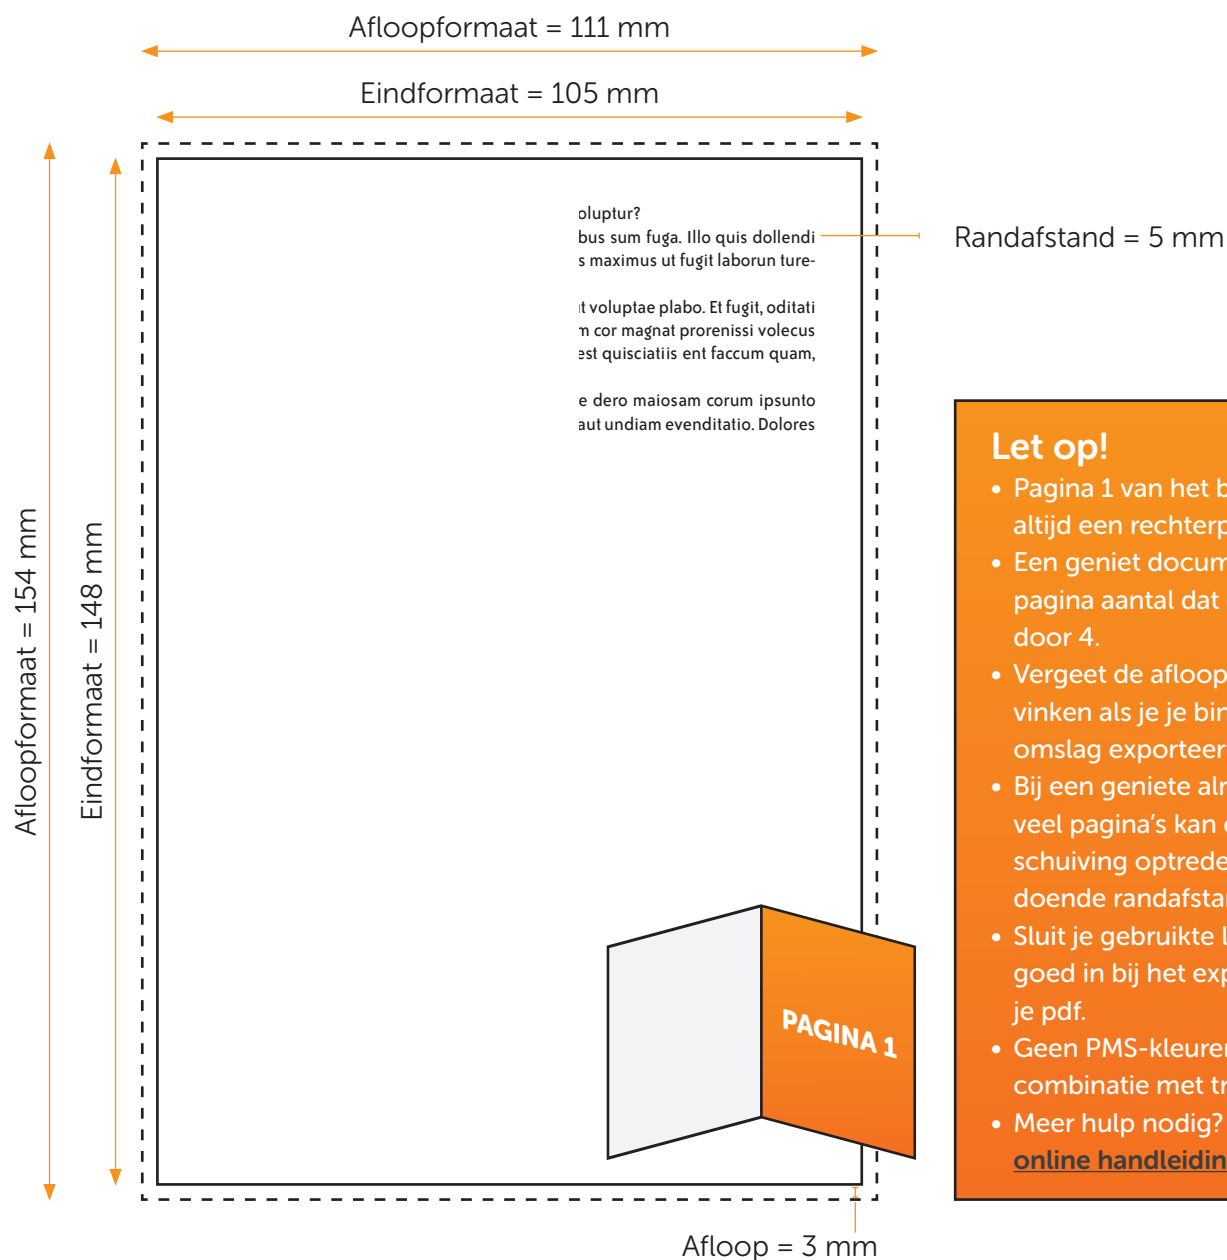 Afloopformaat = 111 mm
Eindformaat = 105 mm
Afloopformaat = 154 mm
Eindformaat = 148 mm
oluptur?
bus sum fuga. Illo quis dollendi
s maximus ut fugit laborun ture-
t voluptae plabo. Et fugit, oditati
m cor magnat prorenissi volecus
est quisciatiis ent faccum quam,
e dero maiosam corum ipsunto
aut undiam evenditatio. Dolores
Randafstand = 5 mm
Let op!
• Pagina 1 van het b
altijd een rechterp
• Een geniet docum
pagina aantal dat
door 4.
• Vergeet de afloop
vinken als je je bin
omslag exporteer
• Bij een geniete alm
veel pagina's kan
schuiving optrede
doende randafsta
• Sluit je gebruikte l
goed in bij het exp
je pdf.
• Geen PMS-kleuren
combinatie met tr
• Meer hulp nodig?
online handleidin
PAGINA 1
Afloop = 3 mm